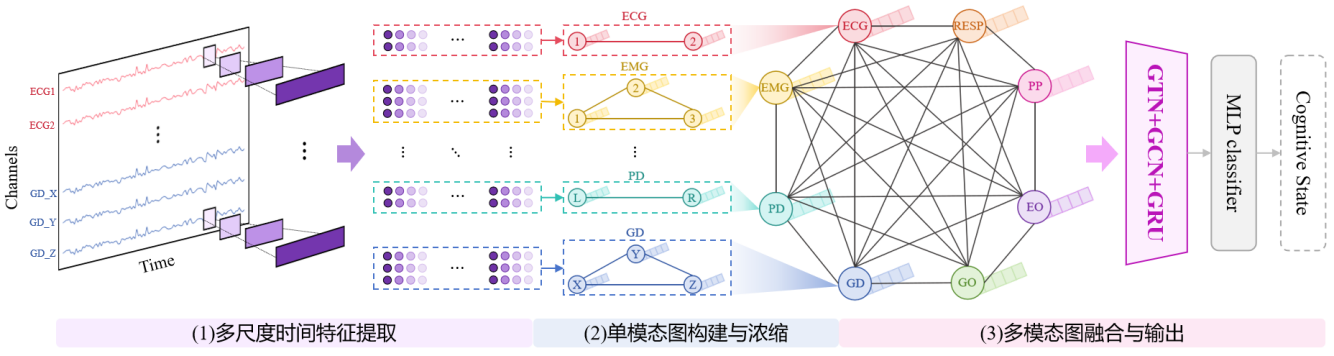 Channels
ECG1
ECG2
GD_X
GD_Y
GD_Z
Time
ECG
1
2
EMG
1
2
3
PD
L
R
GD
X
Y
Z
ECG
RESP
EMG
PP
PD
EO
GD
GO
GTN+GCN+GRU
MLP classifier
Cognitive State
(1)多尺度时间特征提取
(2)单模态图构建与浓缩
(3)多模态图融合与输出